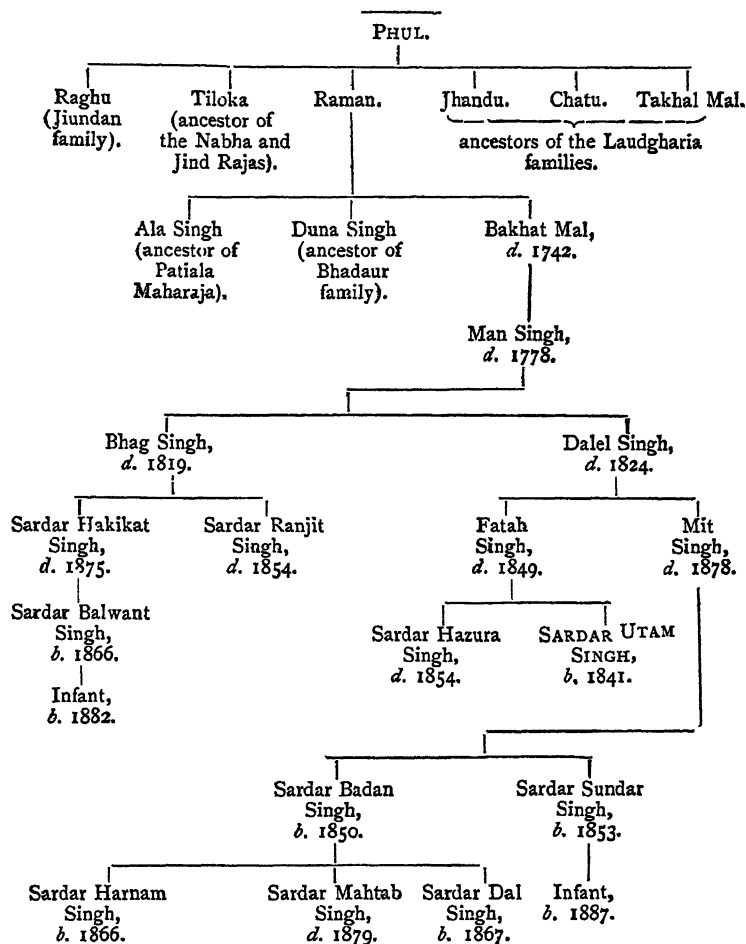 PHUL.
Raghu
(Jiundan
family).
Tiloka
(ancestor of
the Nabha and
Jind Rajas).
Raman.
Jhandu. Chatu. Takhal Mal.
ancestors of the Laudgharia
families.
Ala Singh
(ancestor of
Patiala
Maharaja).
Duna Singh
(ancestor of
Bhadaur
family).
Bakhat Mal,
d. 1742.
Man Singh,
d. 1778.
Bhag Singh,
d. 1819.
Dalel Singh,
d. 1824.
Sardar Hakikat
Singh,
d. 1875.
Sardar Ranjit
Singh,
d. 1854.
Fatah
Singh,
d. 1849.
Mit
Singh,
d. 1878.
Sardar Balwant
Singh,
b. 1866.
Sardar Hazura
Singh,
d. 1854.
SARDAR UTAM
SINGH,
b. 1841.
Infant,
b. 1882.
Sardar Badan
Singh,
b. 1850.
Sardar Sundar
Singh,
b. 1853.
Sardar Harnam
Singh,
b. 1866.
Sardar Mahtab
Singh,
d. 1879.
Sardar Dal
Singh,
b. 1867.
Infant,
b. 1887.